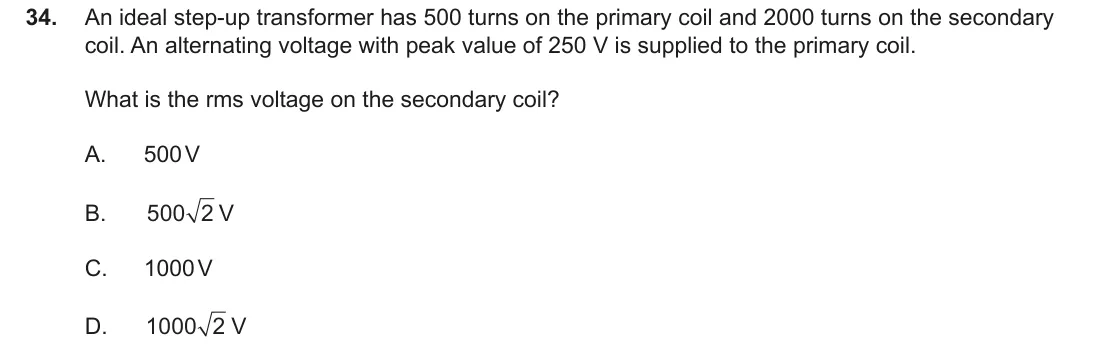 34. An ideal step-up transformer has 500 turns on the primary coil and 2000 turns on the secondary
coil. An alternating voltage with peak value of 250 V is supplied to the primary coil.
What is the rms voltage on the secondary coil?
A. 500 V
B. 500√2 V
C. 1000 V
D. 1000√2 V